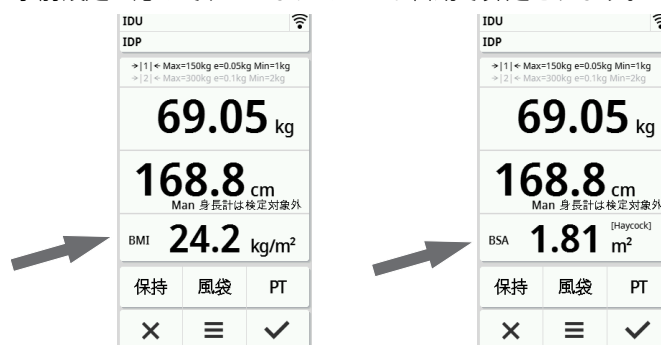 IDU
IDP
→|1|← Max=150kg e=0.05kg Min=1kg
→|2|← Max=300kg e=0.1kg Min=2kg
69.05 kg
168.8 cm
Man 身長計は検定対象外
BMI 24.2 kg/m²
保持 風袋 PT
IDU
IDP
→|1|← Max=150kg e=0.05kg Min=1kg
→|2|← Max=300kg e=0.1kg Min=2kg
69.05 kg
168.8 cm
Man 身長計は検定対象外
[Haycock]
BSA 1.81 m²
保持 風袋 PT